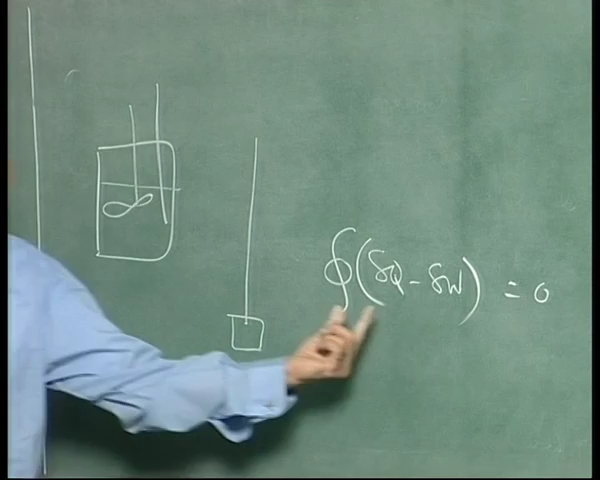 ∮(δQ - δW) = 0